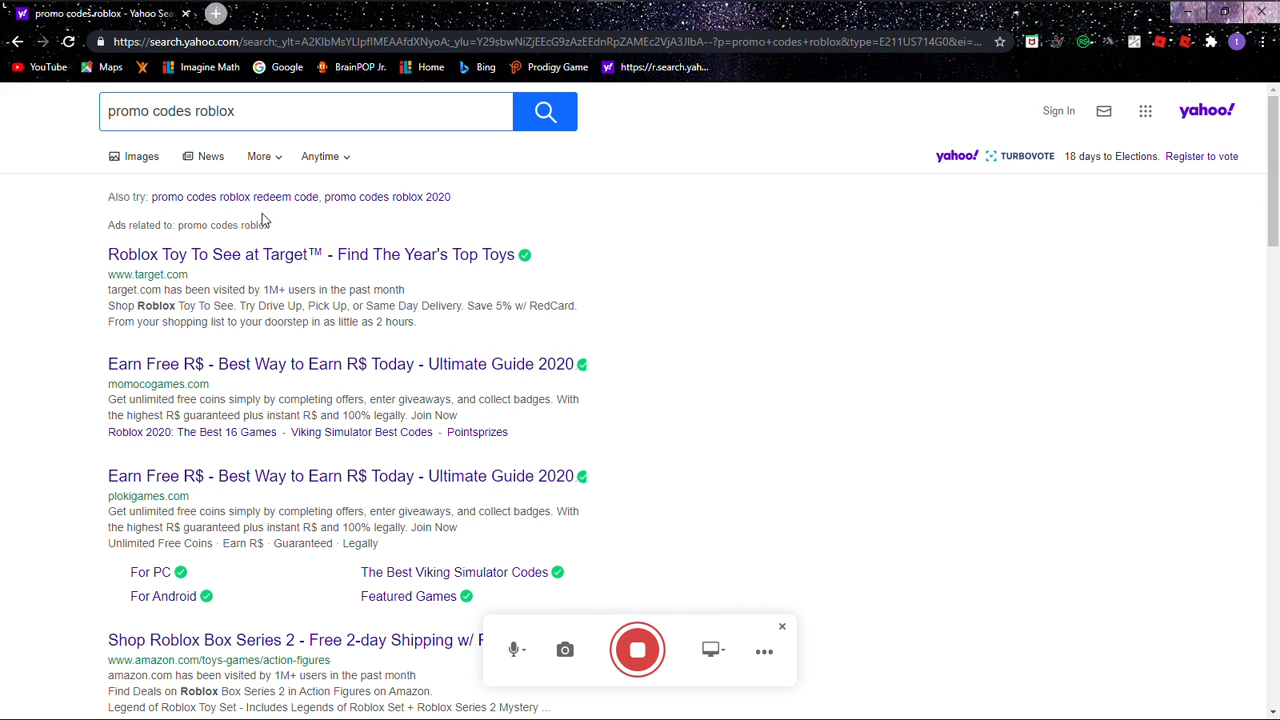 promo codes roblox - Yahoo Sea
https://search.yahoo.com/search;_ylt=
p=promo+codes+roblox&type=E211US714G0&ei=...
YouTube
Maps
Imagine Math
Google
BrainPOP Jr.
Home
Bing
Prodigy Game
https://r.search.yah...
promo codes roblox
Sign In
yahoo!
Images
News
More
Anytime
yahoo! TURBOVOTE 18 days to Elections. Register to vote
Also try: promo codes roblox redeem code, promo codes roblox 2020
Ads related to: promo codes roblox
Roblox Toy To See at Target™ - Find The Year's Top Toys
www.target.com
target.com has been visited by 1M+ users in the past month
Shop Roblox Toy To See. Try Drive Up, Pick Up, or Same Day Delivery. Save 5% w/ RedCard.
From your shopping list to your doorstep in as little as 2 hours.
Earn Free R$ - Best Way to Earn R$ Today - Ultimate Guide 2020
momocogames.com
Get unlimited free coins simply by completing offers, enter giveaways, and collect badges. With
the highest R$ guaranteed plus instant R$ and 100% legally. Join Now
Roblox 2020: The Best 16 Games - Viking Simulator Best Codes - Pointsprizes
Earn Free R$ - Best Way to Earn R$ Today - Ultimate Guide 2020
plokigames.com
Get unlimited free coins simply by completing offers, enter giveaways, and collect badges. With
the highest R$ guaranteed plus instant R$ and 100% legally. Join Now
Unlimited Free Coins · Earn R$ · Guaranteed · Legally
For PC
The Best Viking Simulator Codes
For Android
Featured Games
Shop Roblox Box Series 2 - Free 2-day Shipping w/
www.amazon.com/toys-games/action-figures
amazon.com has been visited by 1M+ users in the past month
Find Deals on Roblox Box Series 2 in Action Figures on Amazon.
Legend of Roblox Toy Set - Includes Legends of Roblox Set + Roblox Series 2 Mystery ...